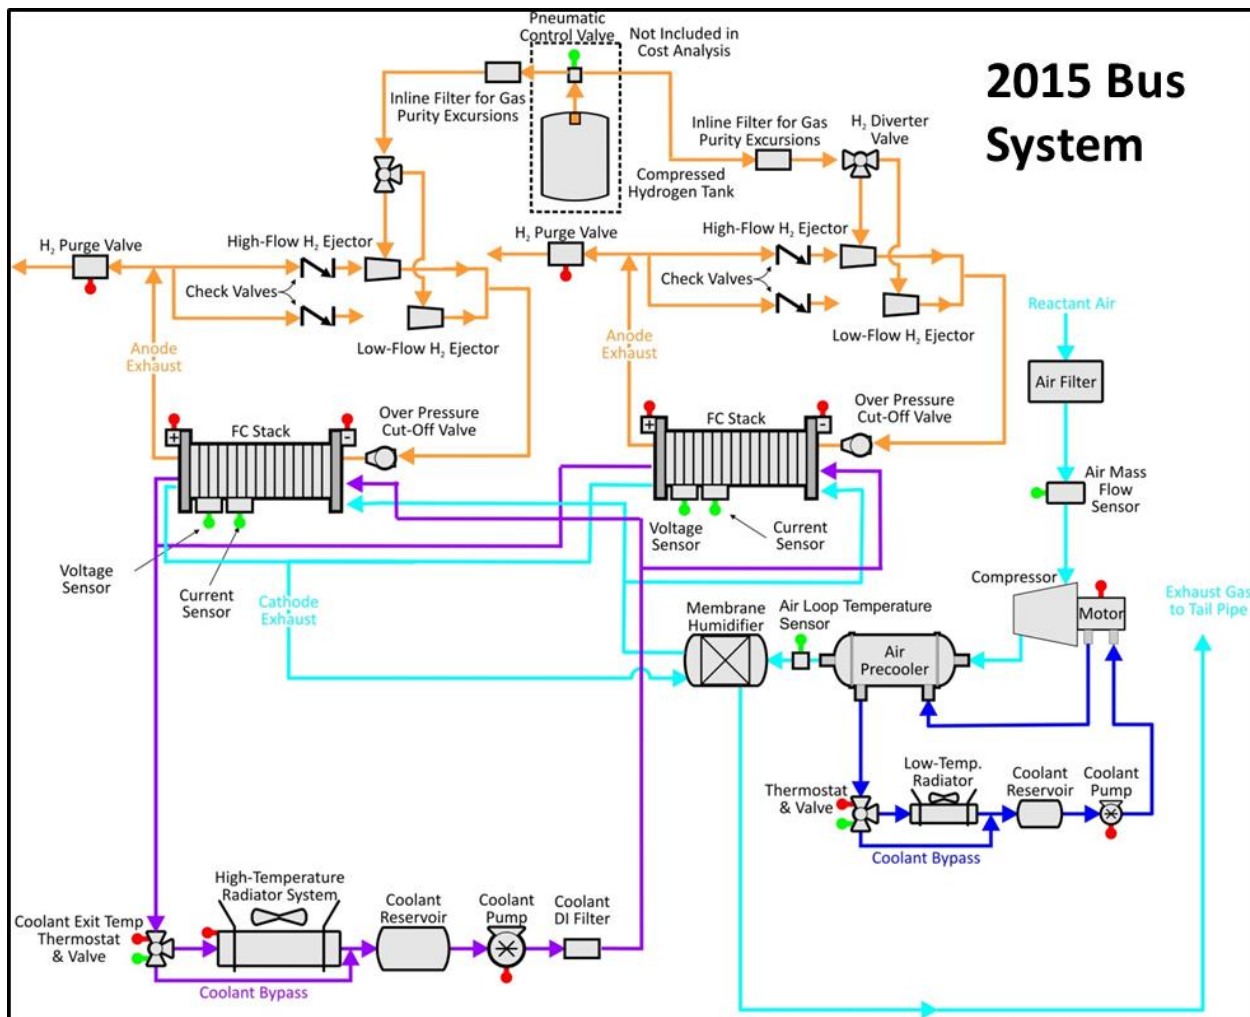 Pneumatic
Control Valve
Not Included in
Cost Analysis
2015 Bus
System
Inline Filter for Gas
Purity Excursions
Inline Filter for Gas
Purity Excursions
H₂ Diverter
Valve
Compressed
Hydrogen Tank
H₂ Purge Valve
High-Flow H₂ Ejector
H₂ Purge Valve
High-Flow H₂ Ejector
Check Valves
Check Valves
Reactant Air
Anode
Exhaust
Low-Flow H₂ Ejector
Anode
Exhaust
Low-Flow H₂ Ejector
Air Filter
+
FC Stack
-
Over Pressure
Cut-Off Valve
+
FC Stack
-
Over Pressure
Cut-Off Valve
Air Mass
Flow
Sensor
Voltage
Sensor
Current
Sensor
Voltage
Sensor
Current
Sensor
Cathode
Exhaust
Compressor
Motor
Exhaust Gas
to Tail Pipe
Membrane
Humidifier
Air Loop Temperature
Sensor
Air
Precooler
Thermostat
& Valve
Low-Temp.
Radiator
Coolant
Reservoir
Coolant
Pump
Coolant Bypass
Coolant Exit Temp
Thermostat
& Valve
High-Temperature
Radiator System
Coolant
Reservoir
Coolant
Pump
Coolant
DI Filter
Coolant Bypass